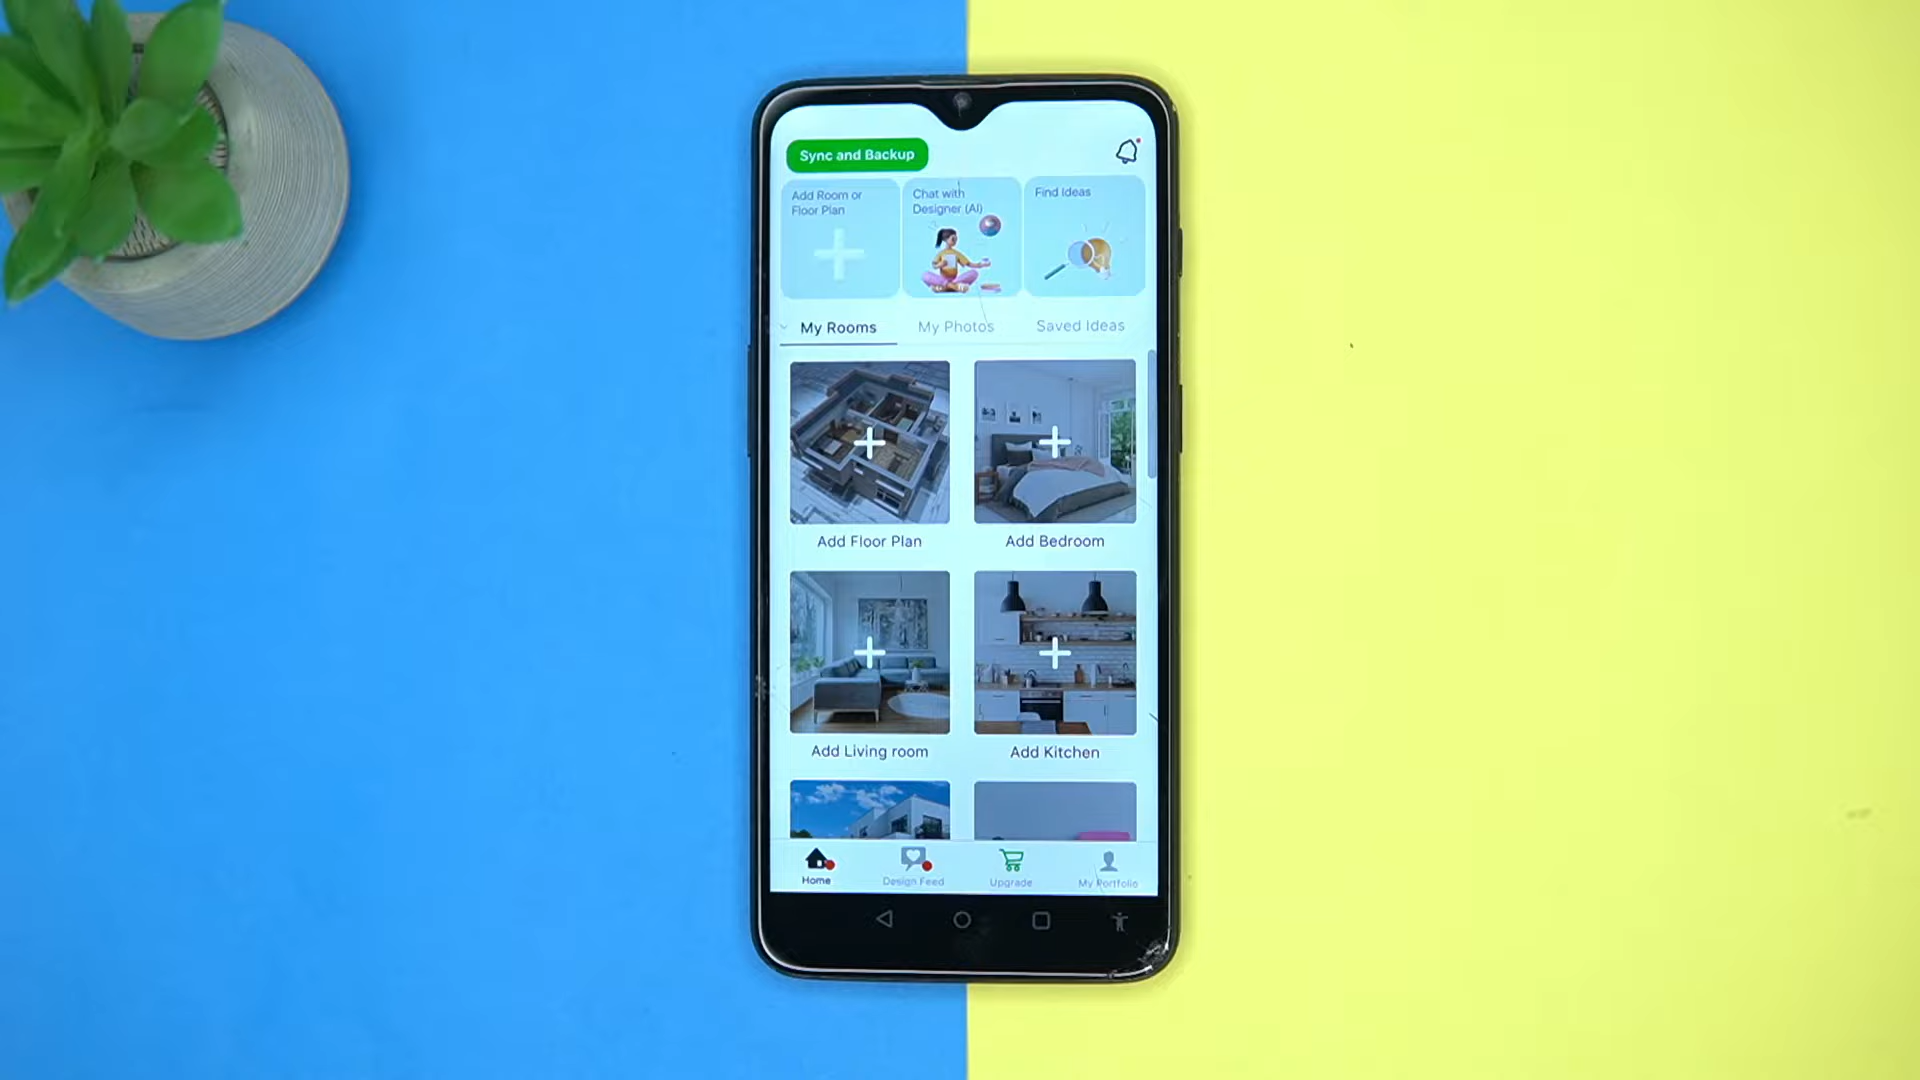 Sync and Backup
Add Room or
Floor Plan
Chat with
Designer (AI)
Find Ideas
My Rooms
My Photos
Saved Ideas
Add Floor Plan
Add Bedroom
Add Living room
Add Kitchen
Home
Design Feed
Upgrade
My Portfolio